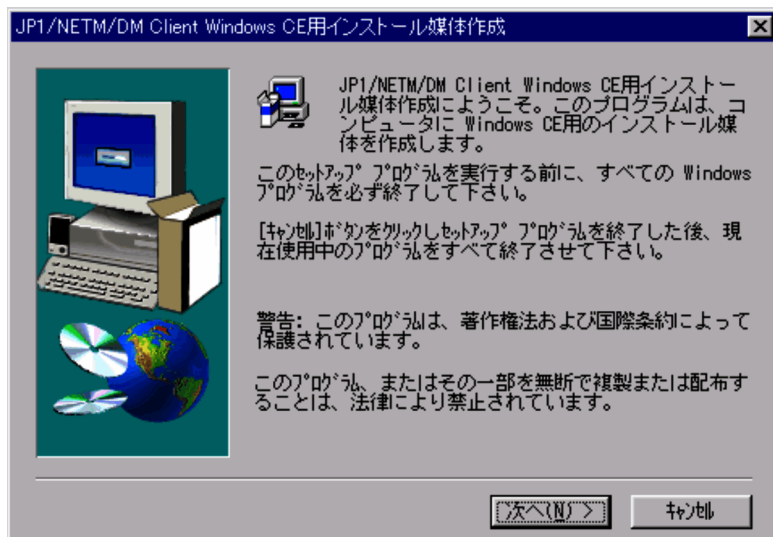 JP1/NETM/DM Client Windows CE用インストール媒体作成
JP1/NETM/DM Client Windows CE用インストー
ル媒体作成にようこそ。このプログラムは、コ
ンピュータに Windows CE用のインストール媒
体を作成します。
このｾｯﾄｱｯﾌﾟ ﾌﾟﾛｸﾞﾗﾑを実行する前に、すべての Windows
ﾌﾟﾛｸﾞﾗﾑを必ず終了して下さい。
[ｷｬﾝｾﾙ]ﾎﾞﾀﾝをｸﾘｯｸしｾｯﾄｱｯﾌﾟ ﾌﾟﾛｸﾞﾗﾑを終了した後、現
在使用中のﾌﾟﾛｸﾞﾗﾑをすべて終了させて下さい。
警告: このﾌﾟﾛｸﾞﾗﾑは、著作権法および国際条約によって
保護されています。
このﾌﾟﾛｸﾞﾗﾑ、またはその一部を無断で複製または配布す
ることは、法律により禁止されています。
次へ(N) >
ｷｬﾝｾﾙ